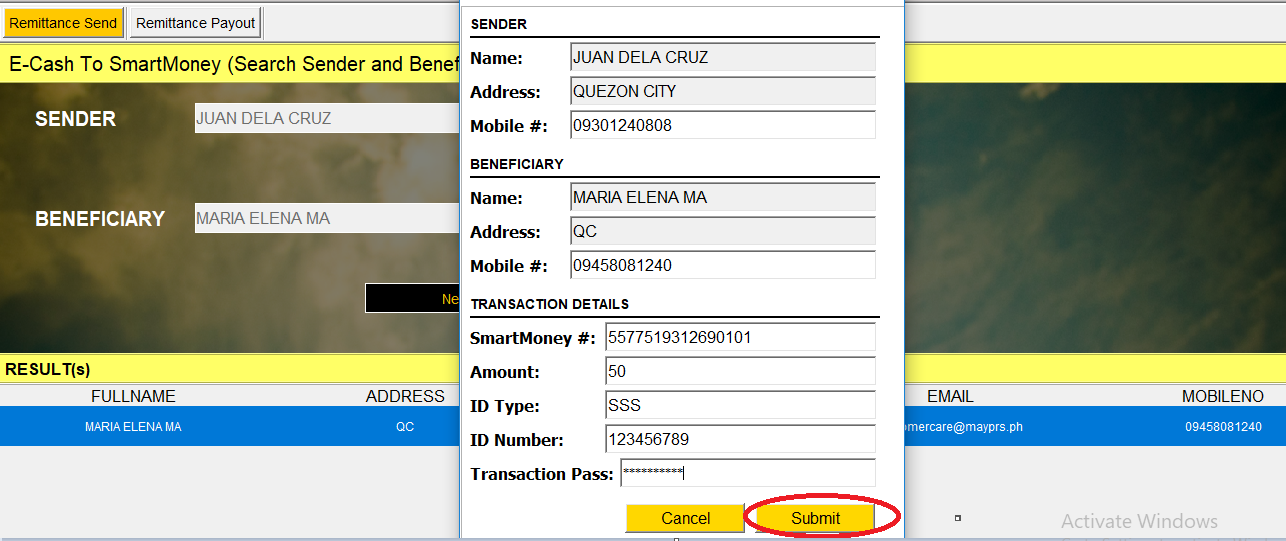 Remittance Send Remittance Payout
E-Cash To SmartMoney (Search Sender and Benef
SENDER JUAN DELA CRUZ
BENEFICIARY MARIA ELENA MA
Ne
SENDER
Name: JUAN DELA CRUZ
Address: QUEZON CITY
Mobile #: 09301240808
BENEFICIARY
Name: MARIA ELENA MA
Address: QC
Mobile #: 09458081240
TRANSACTION DETAILS
SmartMoney #: 5577519312690101
Amount: 50
ID Type: SSS
ID Number: 123456789
Transaction Pass: **********
Cancel Submit
RESULT(s)
FULLNAME ADDRESS EMAIL MOBILENO
MARIA ELENA MA QC omercare@mayprs.ph 09458081240
Activate Windows